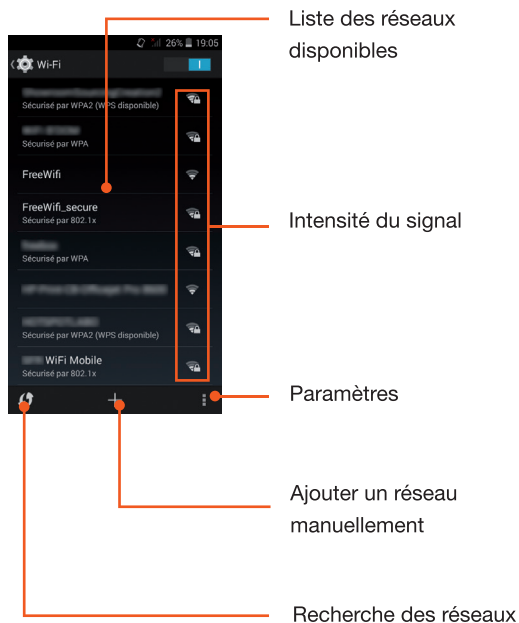 Liste des réseaux
disponibles
26% 19:05
Wi-Fi
Sécurisé par WPA2 (WPS disponible)
Sécurisé par WPA
FreeWifi
FreeWifi_secure
Sécurisé par 802.1x
Intensité du signal
Sécurisé par WPA
Sécurisé par WPA2 (WPS disponible)
WiFi Mobile
Sécurisé par 802.1x
Paramètres
Ajouter un réseau
manuellement
Recherche des réseaux